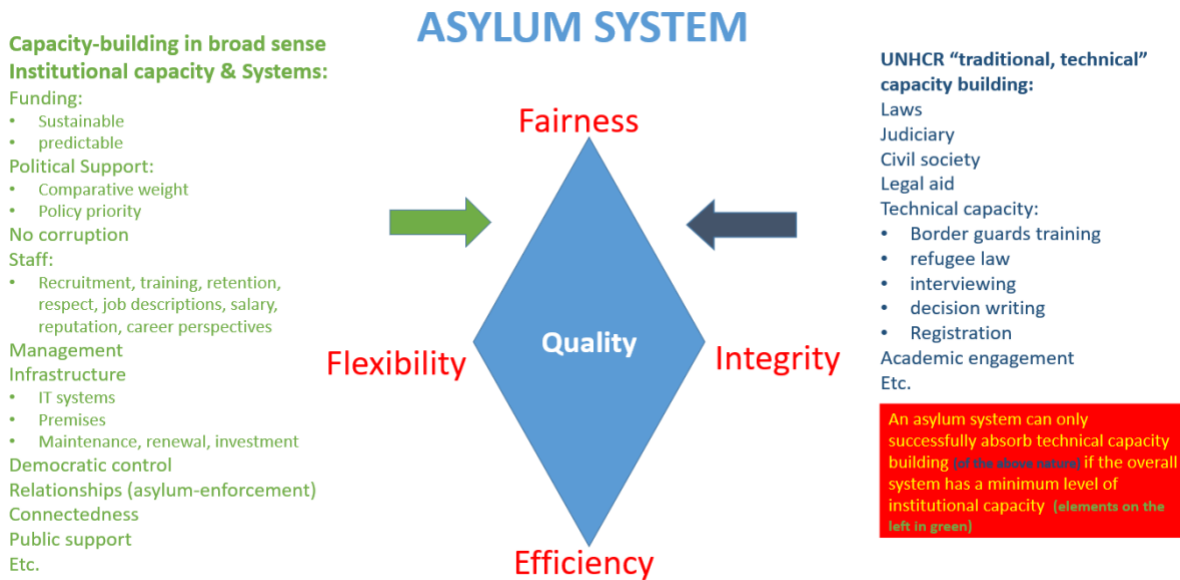 ASYLUM SYSTEM
Capacity-building in broad sense
Institutional capacity & Systems:
Funding:
• Sustainable
• predictable
Political Support:
• Comparative weight
• Policy priority
No corruption
Staff:
• Recruitment, training, retention,
respect, job descriptions, salary,
reputation, career perspectives
Management
Infrastructure
• IT systems
• Premises
• Maintenance, renewal, investment
Democratic control
Relationships (asylum-enforcement)
Connectedness
Public support
Etc.
Fairness
Flexibility
Quality
Integrity
Efficiency
UNHCR “traditional, technical”
capacity building:
Laws
Judiciary
Civil society
Legal aid
Technical capacity:
• Border guards training
• refugee law
• interviewing
• decision writing
• Registration
Academic engagement
Etc.
An asylum system can only
successfully absorb technical capacity
building (of the above nature) if the overall
system has a minimum level of
institutional capacity (elements on the
left in green)